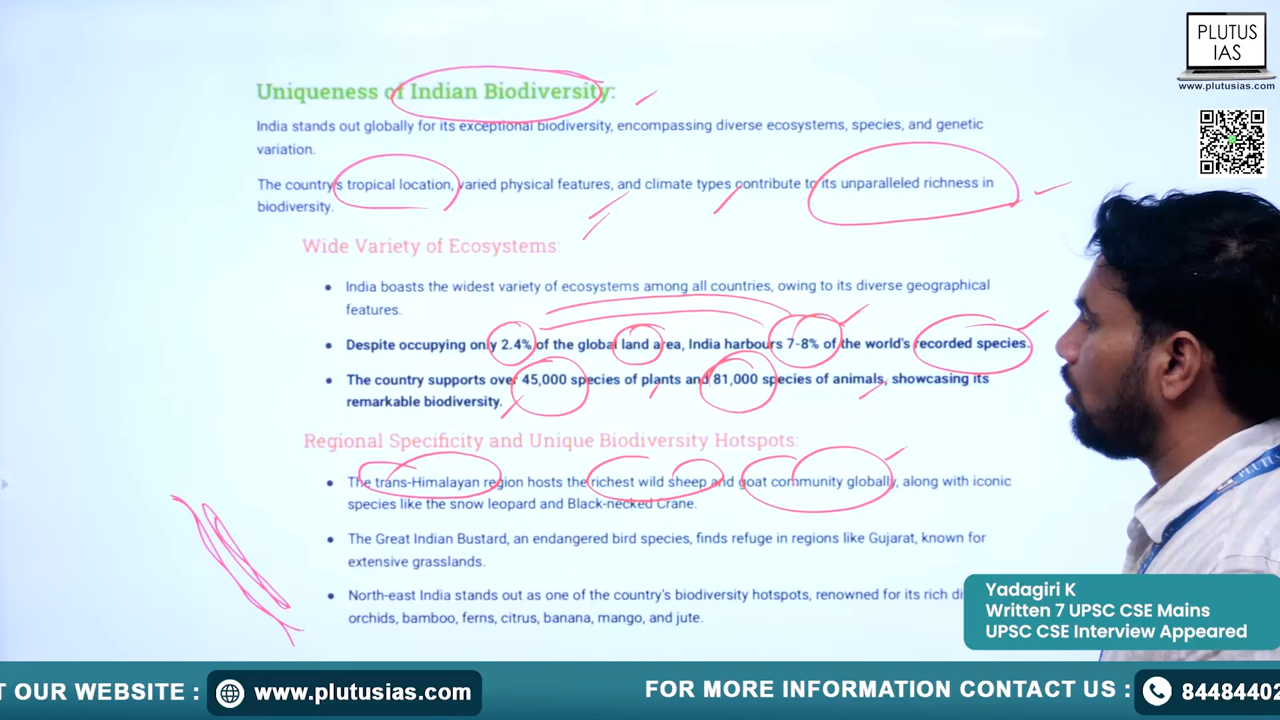 PLUTUS
IAS
www.plutusias.com
Uniqueness of Indian Biodiversity:
India stands out globally for its exceptional biodiversity, encompassing diverse ecosystems, species, and genetic
variation.
The country's tropical location, varied physical features, and climate types contribute to its unparalleled richness in
biodiversity.
Wide Variety of Ecosystems:
• India boasts the widest variety of ecosystems among all countries, owing to its diverse geographical
features.
• Despite occupying only 2.4% of the global land area, India harbours 7-8% of the world's recorded species.
• The country supports over 45,000 species of plants and 81,000 species of animals, showcasing its
remarkable biodiversity.
Regional Specificity and Unique Biodiversity Hotspots:
• The trans-Himalayan region hosts the richest wild sheep and goat community globally, along with iconic
species like the snow leopard and Black-necked Crane.
• The Great Indian Bustard, an endangered bird species, finds refuge in regions like Gujarat, known for
extensive grasslands.
• North-east India stands out as one of the country's biodiversity hotspots, renowned for its rich
orchids, bamboo, ferns, citrus, banana, mango, and jute.
Yadagiri K
Written 7 UPSC CSE Mains
UPSC CSE Interview Appeared
T OUR WEBSITE : www.plutusias.com FOR MORE INFORMATION CONTACT US : 84484402